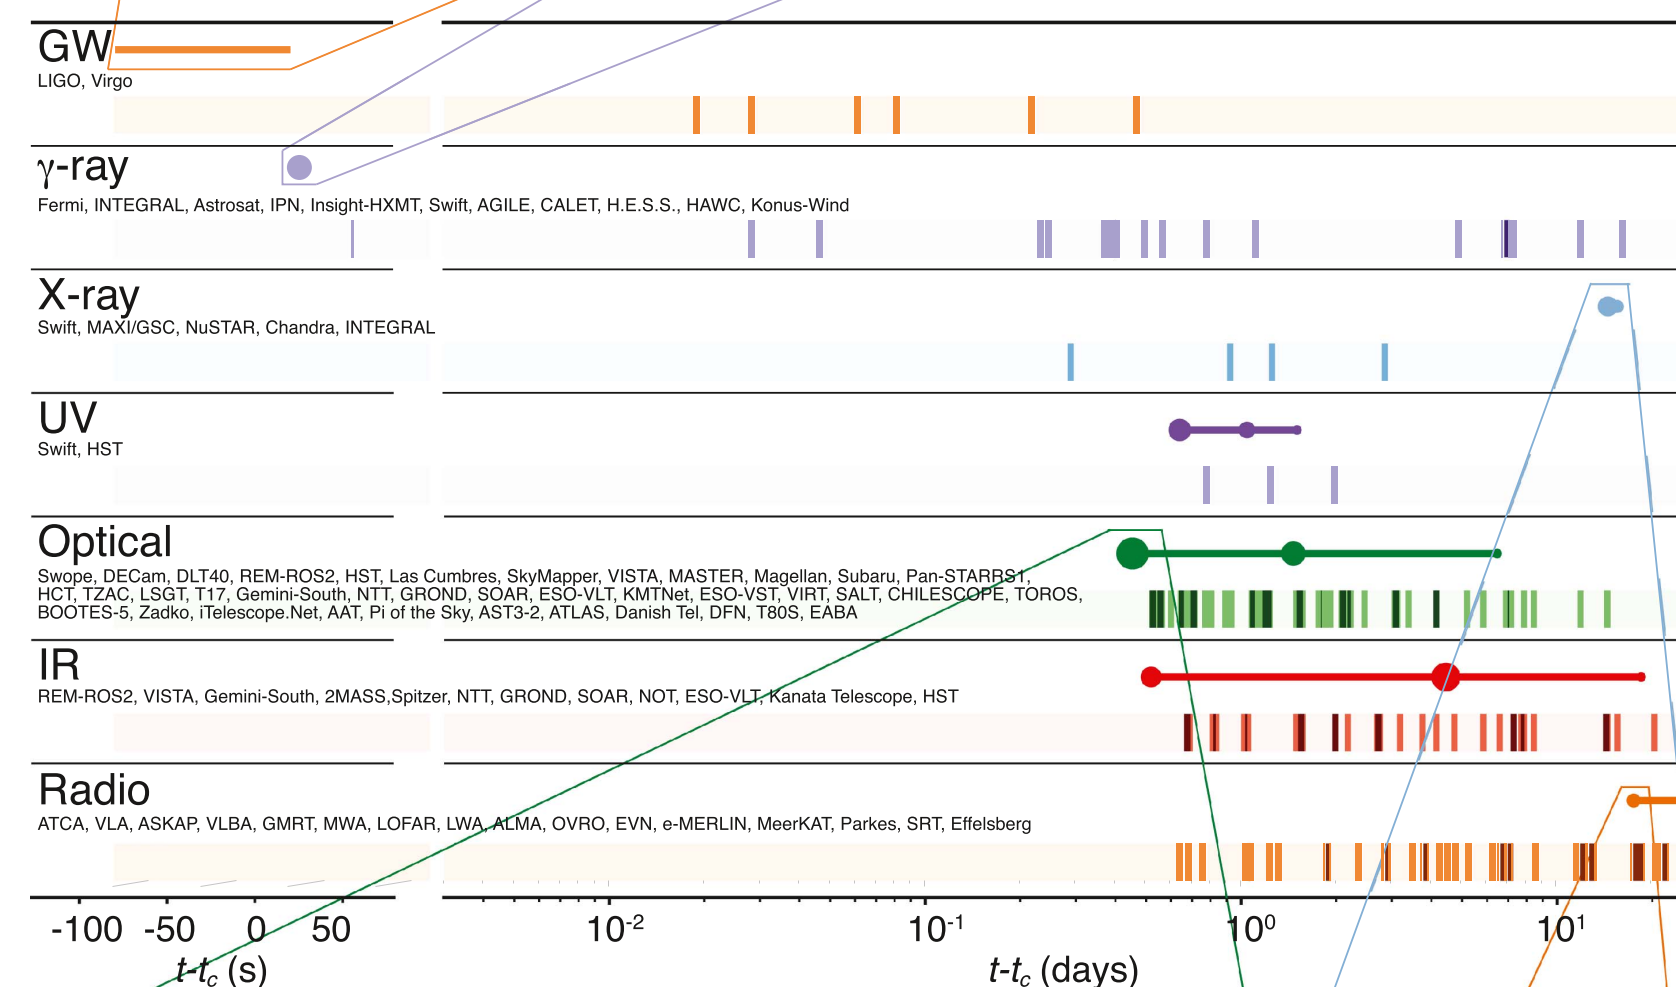 GW
LIGO, Virgo
γ-ray
Fermi, INTEGRAL, Astrosat, IPN, Insight-HXMT, Swift, AGILE, CALET, H.E.S.S., HAWC, Konus-Wind
X-ray
Swift, MAXI/GSC, NuSTAR, Chandra, INTEGRAL
UV
Swift, HST
Optical
Swope, DECam, DLT40, REM-ROS2, HST, Las Cumbres, SkyMapper, VISTA, MASTER, Magellan, Subaru, Pan-STARRS1,
HCT, TZAC, LSGT, T17, Gemini-South, NTT, GROND, SOAR, ESO-VLT, KMTNet, ESO-VST, VIRT, SALT, CHILESCOPE, TOROS,
BOOTES-5, Zadko, iTelescope.Net, AAT, Pi of the Sky, AST3-2, ATLAS, Danish Tel, DFN, T80S, EABA
IR
REM-ROS2, VISTA, Gemini-South, 2MASS,Spitzer, NTT, GROND, SOAR, NOT, ESO-VLT, Kanata Telescope, HST
Radio
ATCA, VLA, ASKAP, VLBA, GMRT, MWA, LOFAR, LWA, ALMA, OVRO, EVN, e-MERLIN, MeerKAT, Parkes, SRT, Effelsberg
-100 -50 0 50 10⁻² 10⁻¹ 10⁰ 10¹
t-tc (s) t-tc (days)